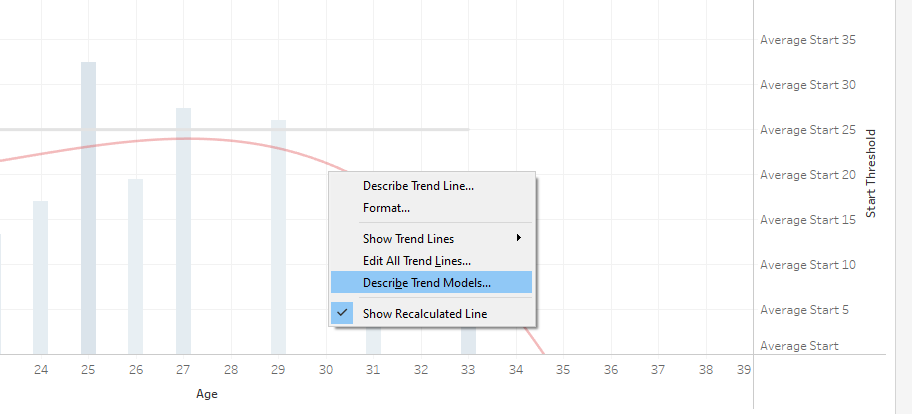 Average Start 35
Average Start 30
Average Start 25
Average Start 20
Average Start 15
Average Start 10
Average Start 5
Average Start
Start Threshold
Describe Trend Line...
Format...
Show Trend Lines
Edit All Trend Lines...
Describe Trend Models...
Show Recalculated Line
24 25 26 27 28 29 30 31 32 33 34 35 36 37 38 39
Age